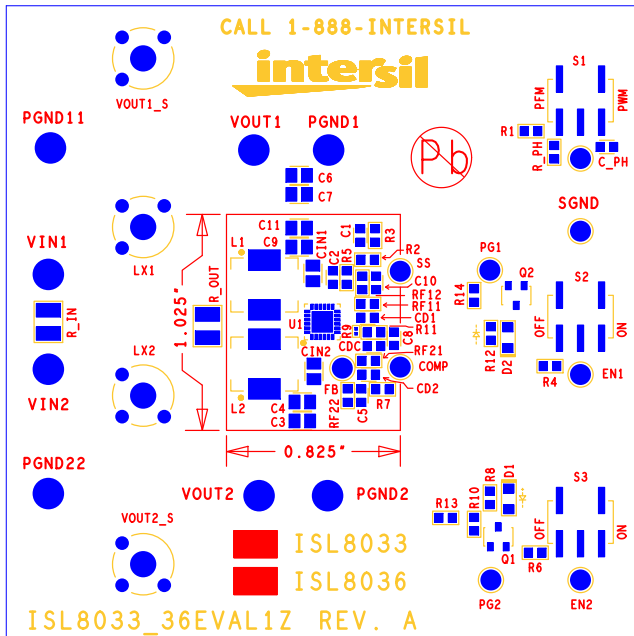 CALL 1-888-INTERSIL
intersil
S1
VOUT1_S
PFM
PWM
PGND11
VOUT1
PGND1
R1
R_PH
C_PH
Pb
C6
C7
SGND
VIN1
LX1
C11
C9
L1
CIN1
C1
R3
R2
R5
C2
SS
C10
RF12
RF11
CD1
PG1
Q2
S2
R14
OFF
ON
R_IN
R_OUT
1.025"
U1
R9
R11
CDC
C8
R12
D2
LX2
CIN2
RF21
COMP
R4
EN1
VIN2
L2
C4
C3
FB
RF22
C5
R7
CD2
0.825"
PGND22
VOUT2
PGND2
R8
D1
S3
R13
R10
OFF
ON
VOUT2_S
ISL8033
Q1
R6
ISL8036
PG2
EN2
ISL8033_36EVAL1Z REV. A